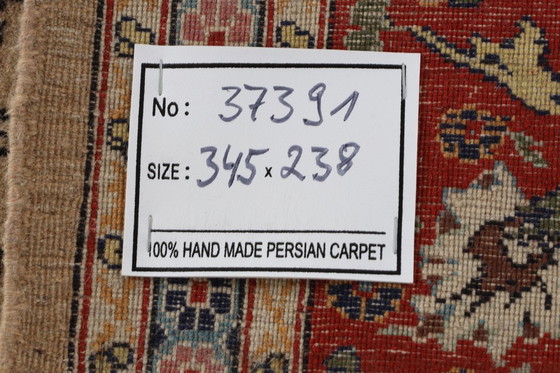 No: 37391
SIZE: 345 x 238
100% HAND MADE PERSIAN CARPET